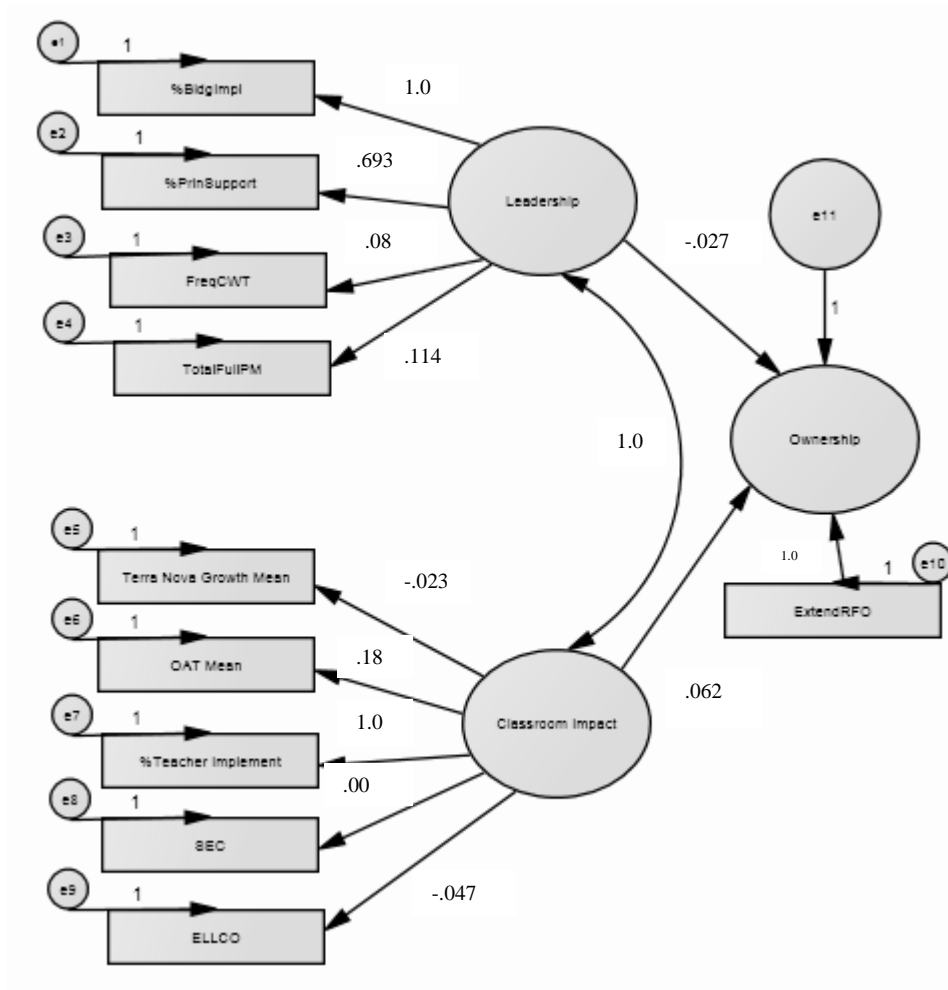 e1
1
%BldgImpl
1.0
e2
1
%PrinSupport
.693
Leadership
e11
e3
1
FreqCWT
.08
-.027
e4
1
TotalFullPM
.114
1
1.0
Ownership
e5
1
Terra Nova Growth Mean
-.023
1.0
1
e10
ExtendRFO
e6
1
OAT Mean
.18
.062
e7
1
%Teacher Implement
1.0
Classroom Impact
e8
1
SEC
.00
e9
1
ELLCO
-.047